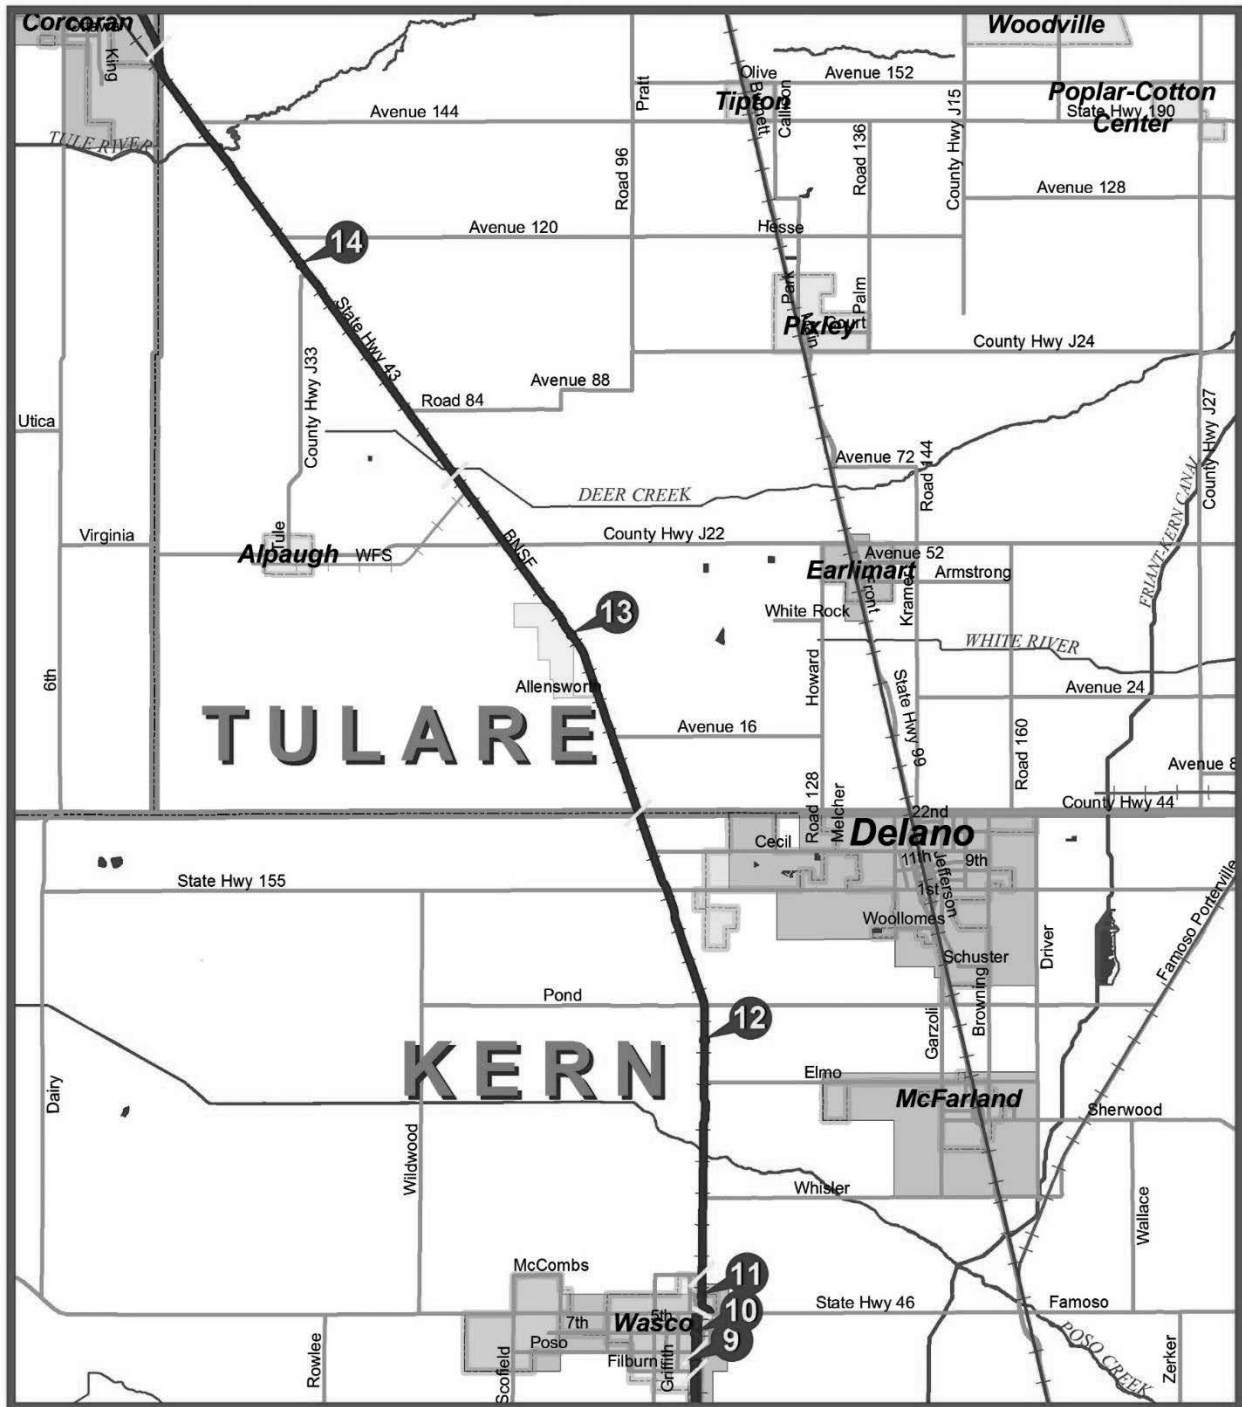 Corcoran
Ottawa
King
Woodville
Olive
Avenue 152
Tipton
Burnett
Callison
Pratt
Poplar-Cotton
Center
State Hwy 190
Avenue 144
TULE RIVER
Road 96
Road 136
County Hwy J15
Avenue 128
14
Avenue 120
Hesse
Park
Palm
State Hwy 43
Pixley
Main
Court
County Hwy J24
County Hwy J33
Avenue 88
Road 84
Utica
County Hwy J27
Avenue 72
Road 144
DEER CREEK
FRIANT-KERN CANAL
Virginia
Tule
Alpaugh
WFS
BNSF
County Hwy J22
Avenue 52
Earlimart
Armstrong
Front
Kramer
13
White Rock
WHITE RIVER
6th
Allensworth
Howard
State Hwy 99
Avenue 24
TULARE
Avenue 16
Road 160
Avenue 8
Road 128
Melcher
22nd
County Hwy 44
Cecil
Delano
11th
9th
Jefferson
State Hwy 155
1st
Woollomes
Schuster
Driver
Famoso Porterville
Pond
Browning
Garzoli
12
KERN
Elmo
McFarland
Dairy
Wildwood
Sherwood
Whisler
Wallace
McCombs
11
10
State Hwy 46
Famoso
Wasco
5th
7th
9
Poso
Filburn
Griffith
Rowlee
Scofield
POSO CREEK
Zerker